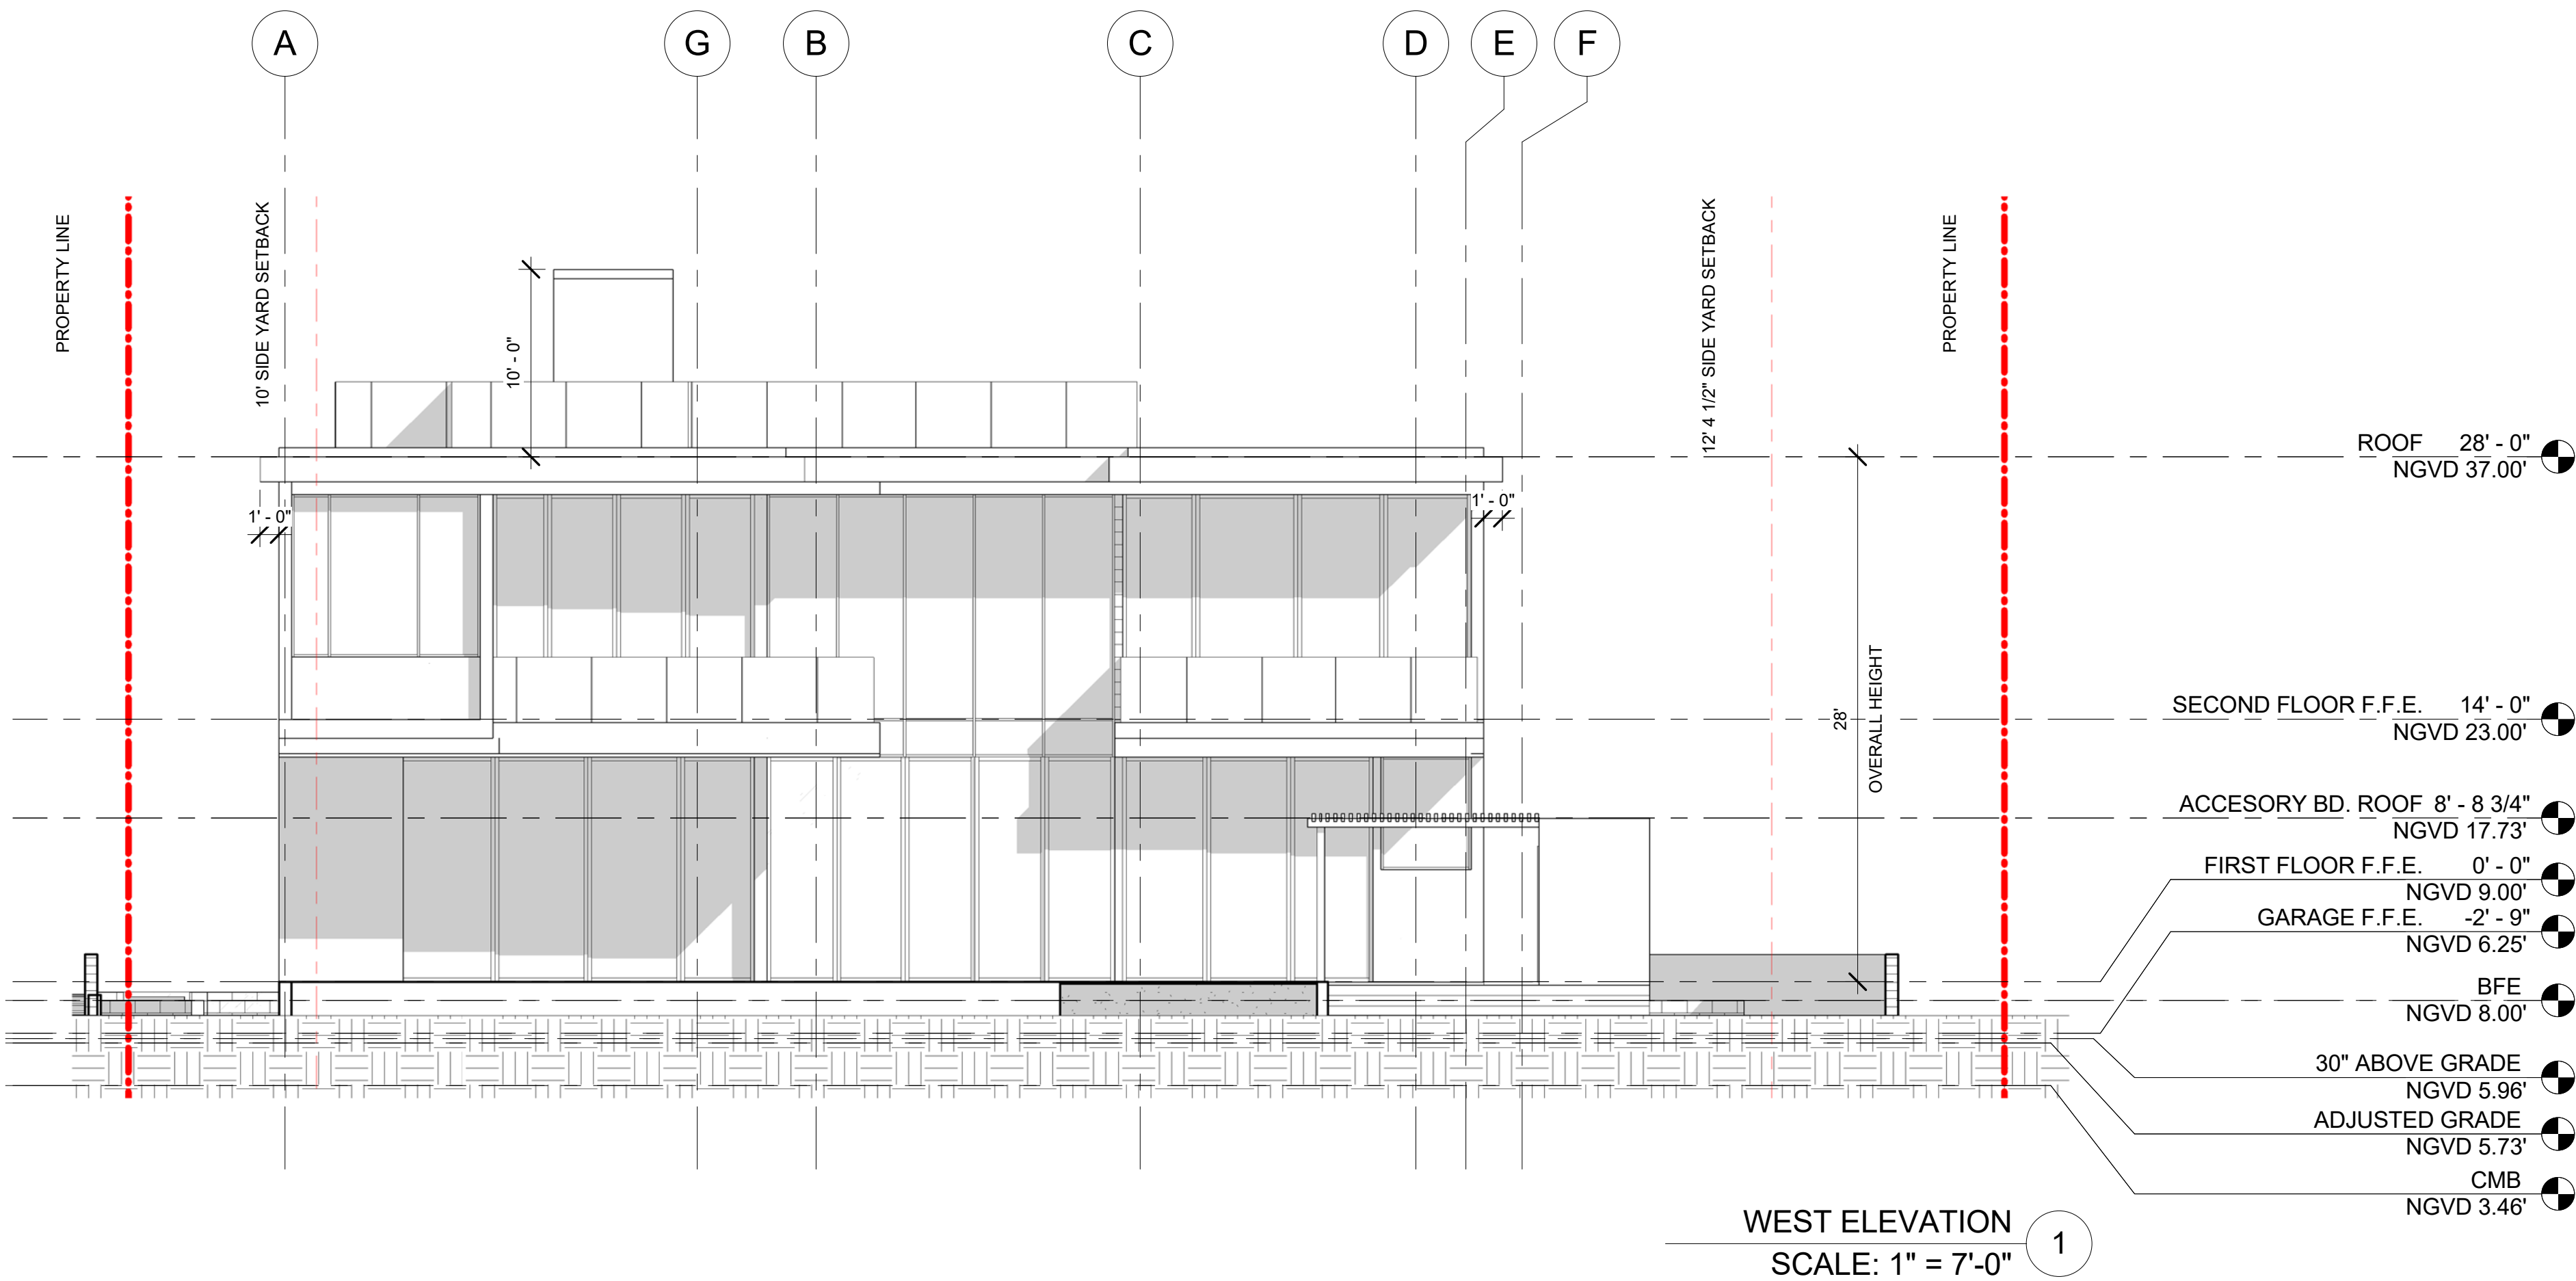 A
G
B
C
D
E
F
PROPERTY LINE
10' SIDE YARD SETBACK
10' - 0"
12' 4 1/2" SIDE YARD SETBACK
PROPERTY LINE
1' - 0"
1' - 0"
28'
OVERALL HEIGHT
ROOF 28' - 0"
NGVD 37.00'
SECOND FLOOR F.F.E. 14' - 0"
NGVD 23.00'
ACCESORY BD. ROOF 8' - 8 3/4"
NGVD 17.73'
FIRST FLOOR F.F.E. 0' - 0"
NGVD 9.00'
GARAGE F.F.E. -2' - 9"
NGVD 6.25'
BFE
NGVD 8.00'
30" ABOVE GRADE
NGVD 5.96'
ADJUSTED GRADE
NGVD 5.73'
CMB
NGVD 3.46'
WEST ELEVATION
1
SCALE: 1" = 7'-0"